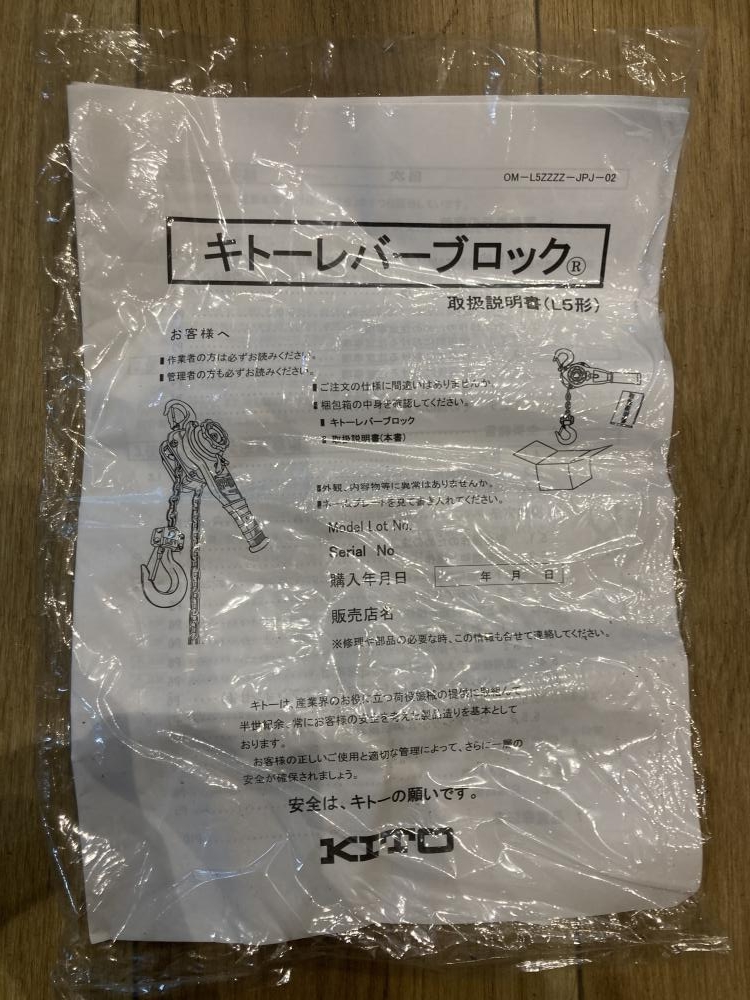 OM-L5ZZZZ-JPJ-02
キトーレバーブロック®
取扱説明書(L5形)
お客様へ
▮作業者の方は必ずお読みください。
▮管理者の方も必ずお読みください。
▮ご注文の仕様に間違いはありませんか。
▮梱包箱の中身を確認してください。
▮ キトーレバーブロック
2 取扱説明書(本書)
▮外観、内容物等に異常はありませんか。
▮ネームプレートを見て書き入れてください。
Model Lot No.
Serial No
購入年月日
年 月 日
販売店名
※修理や部品の必要な時、この情報も合せて連絡してください。
キトーは、産業界のお役に立つ荷役機械の提供に取組んで
半世紀余、常にお客様の安全を考えた製品造りを基本として
おります。
お客様の正しいご使用と適切な管理によって、さらに一層の
安全が確保されましょう。
安全は、キトーの願いです。
KITO